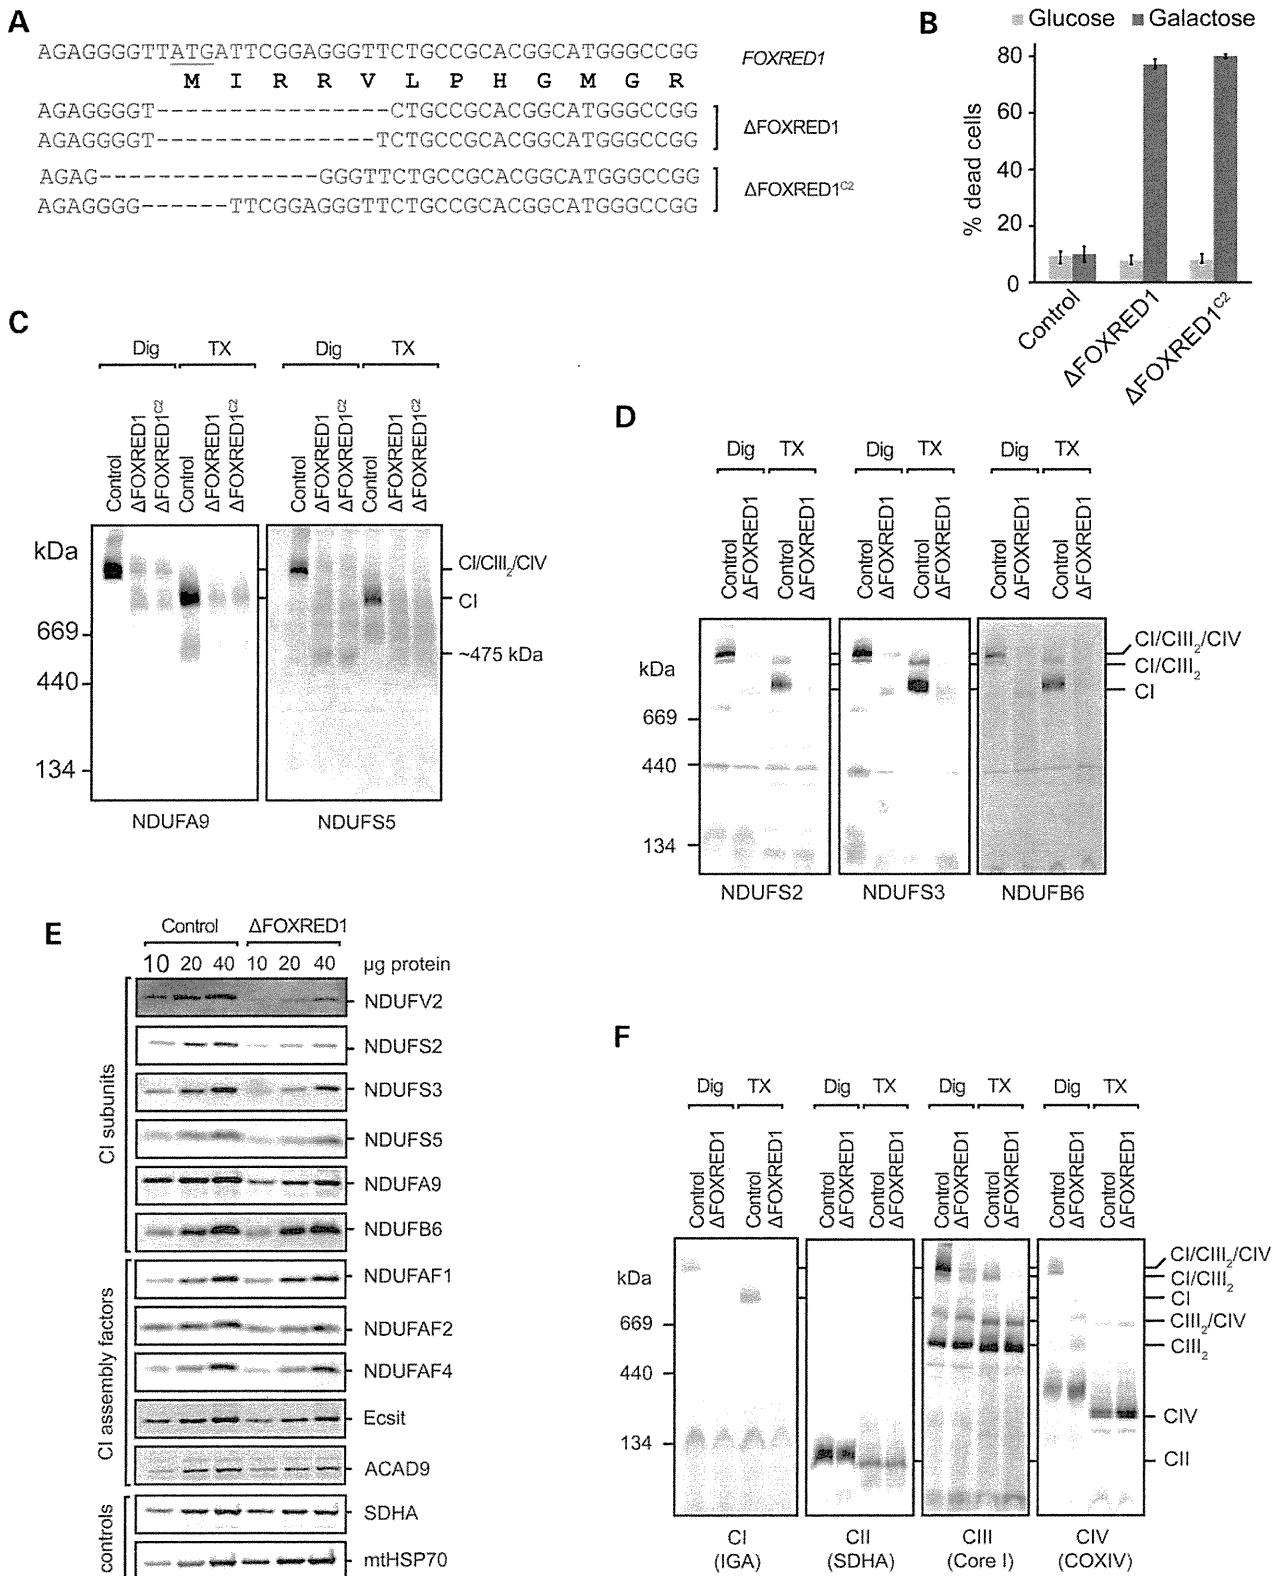 A
AGAGGGGTTATGATTCGGAGGGTTCTGCCGCACGGCATGGGCCGG FOXRED1
M I R R V L P H G M G R
AGAGGGGT----------------CTGCCGCACGGCATGGGCCGG
AGAGGGGT---------------TCTGCCGCACGGCATGGGCCGG
ΔFOXRED1
AGAG---------------GGGTTCTGCCGCACGGCATGGGCCGG
AGAGGGG------TTCGGAGGGTTCTGCCGCACGGCATGGGCCGG
ΔFOXRED1C2
B
Glucose Galactose
% dead cells
80
60
40
20
0
Control
ΔFOXRED1
ΔFOXRED1C2
C
Dig TX Dig TX
Control ΔFOXRED1 ΔFOXRED1C2 Control ΔFOXRED1 ΔFOXRED1C2 Control ΔFOXRED1 ΔFOXRED1C2 Control ΔFOXRED1 ΔFOXRED1C2
kDa
669
440
134
CI/CIII2/CIV
CI
~475 kDa
NDUFA9 NDUFS5
D
Dig TX Dig TX Dig TX
Control ΔFOXRED1 Control ΔFOXRED1 Control ΔFOXRED1 Control ΔFOXRED1 Control ΔFOXRED1 Control ΔFOXRED1
kDa
669
440
134
CI/CIII2/CIV
CI/CIII2
CI
NDUFS2 NDUFS3 NDUFB6
E
Control ΔFOXRED1
10 20 40 10 20 40 µg protein
CI subunits
NDUFV2
NDUFS2
NDUFS3
NDUFS5
NDUFA9
NDUFB6
CI assembly factors
NDUFAF1
NDUFAF2
NDUFAF4
Ecsit
ACAD9
controls
SDHA
mtHSP70
F
Dig TX Dig TX Dig TX Dig TX
Control ΔFOXRED1 Control ΔFOXRED1 Control ΔFOXRED1 Control ΔFOXRED1 Control ΔFOXRED1 Control ΔFOXRED1 Control ΔFOXRED1 Control ΔFOXRED1
kDa
669
440
134
CI/CIII2/CIV
CI/CIII2
CI
CIII2/CIV
CIII2
CIV
CII
CI CII CIII CIV
(IGA) (SDHA) (Core I) (COXIV)